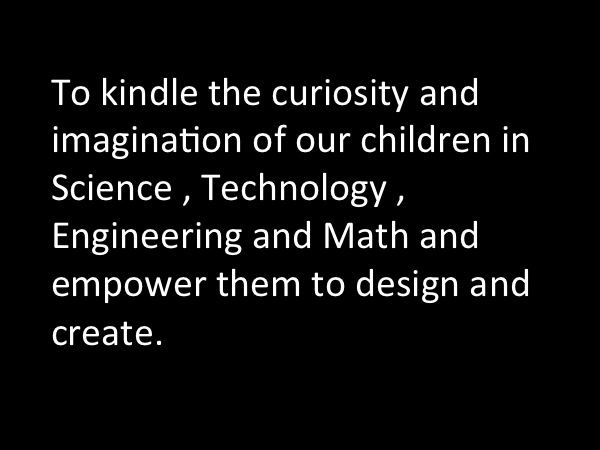 To kindle the curiosity and
imagination of our children in
Science , Technology ,
Engineering and Math and
empower them to design and
create.